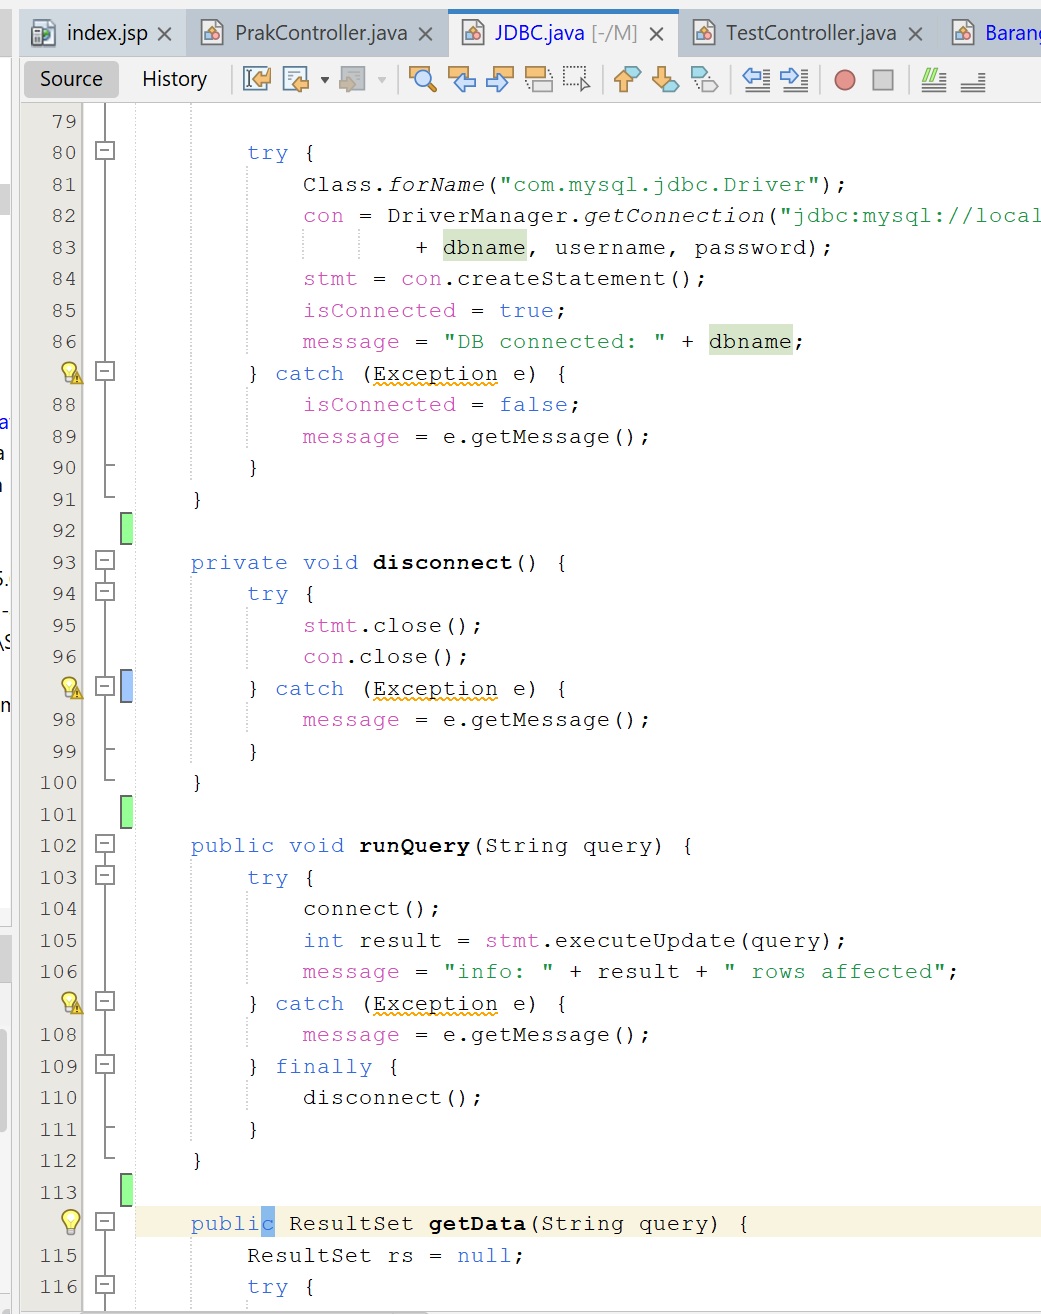 index.jsp PrakController.java JDBC.java [-/M] TestController.java Barang
Source History
79
80 try {
81 Class.forName("com.mysql.jdbc.Driver");
82 con = DriverManager.getConnection("jdbc:mysql://local
83 + dbname, username, password);
84 stmt = con.createStatement();
85 isConnected = true;
86 message = "DB connected: " + dbname;
} catch (Exception e) {
88 isConnected = false;
89 message = e.getMessage();
90 }
91 }
92
93 private void disconnect() {
94 try {
95 stmt.close();
96 con.close();
} catch (Exception e) {
98 message = e.getMessage();
99 }
100 }
101
102 public void runQuery(String query) {
103 try {
104 connect();
105 int result = stmt.executeUpdate(query);
106 message = "info: " + result + " rows affected";
} catch (Exception e) {
108 message = e.getMessage();
109 } finally {
110 disconnect();
111 }
112 }
113
public ResultSet getData(String query) {
115 ResultSet rs = null;
116 try {